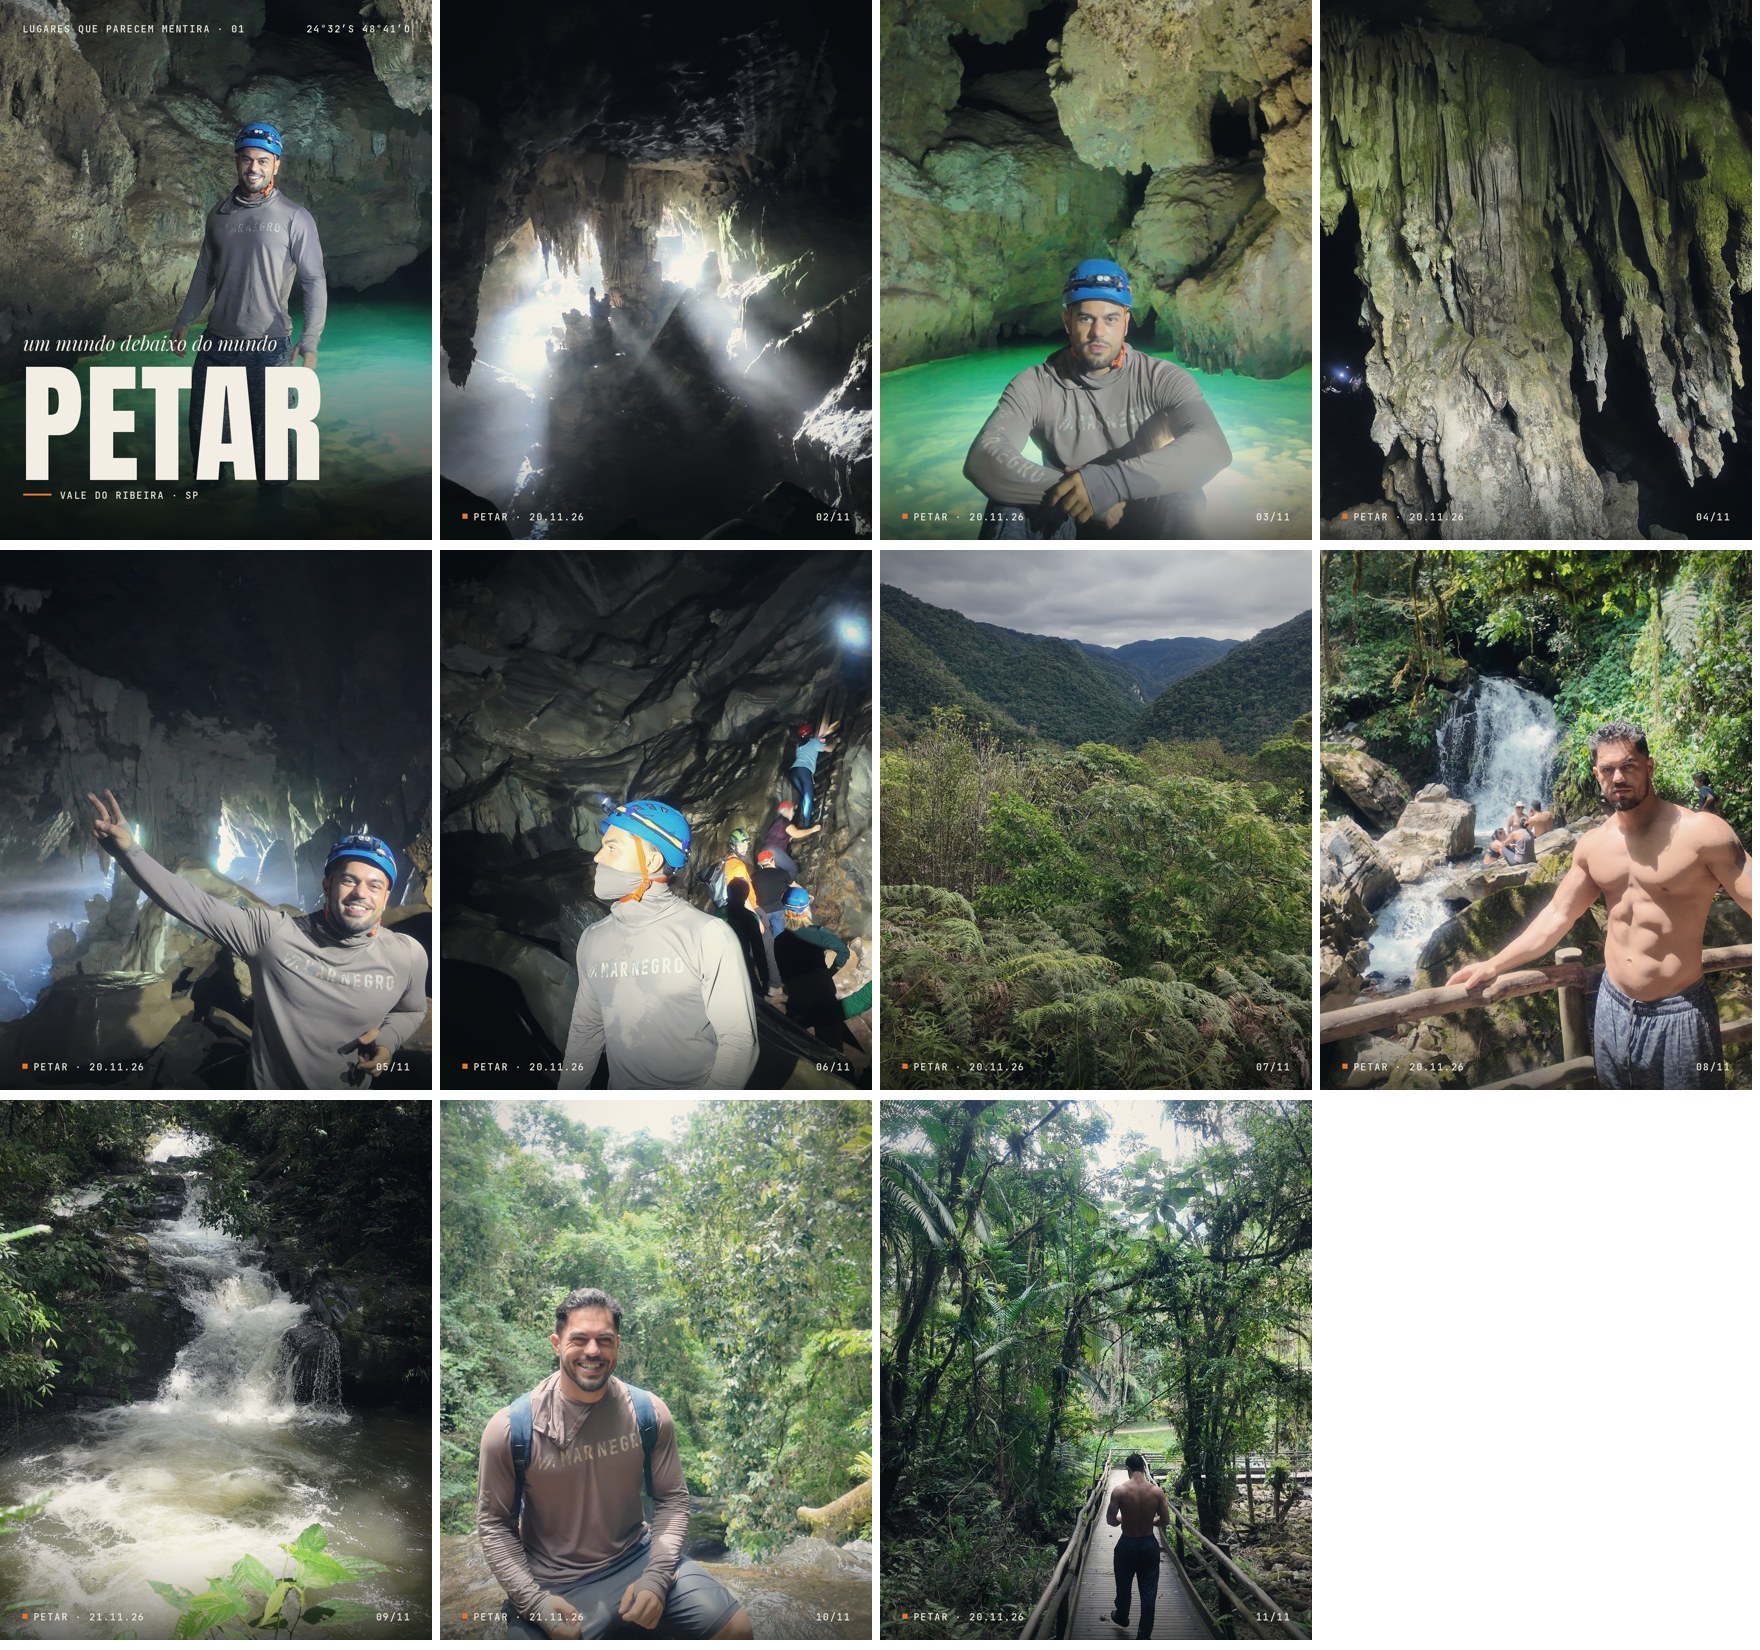 LUGARES QUE PARECEM MENTIRA · 01
24°32'S 48°41'O
um mundo debaixo do mundo
PETAR
VALE DO RIBEIRA · SP
PETAR · 20.11.26
02/11
MAR NEGRO
PETAR · 20.11.26
03/11
PETAR · 20.11.26
04/11
MAR NEGRO
PETAR · 20.11.26
05/11
MAR NEGRO
PETAR · 20.11.26
06/11
PETAR · 20.11.26
07/11
PETAR · 20.11.26
08/11
PETAR · 21.11.26
09/11
MAR NEGRO
PETAR · 21.11.26
10/11
PETAR · 20.11.26
11/11